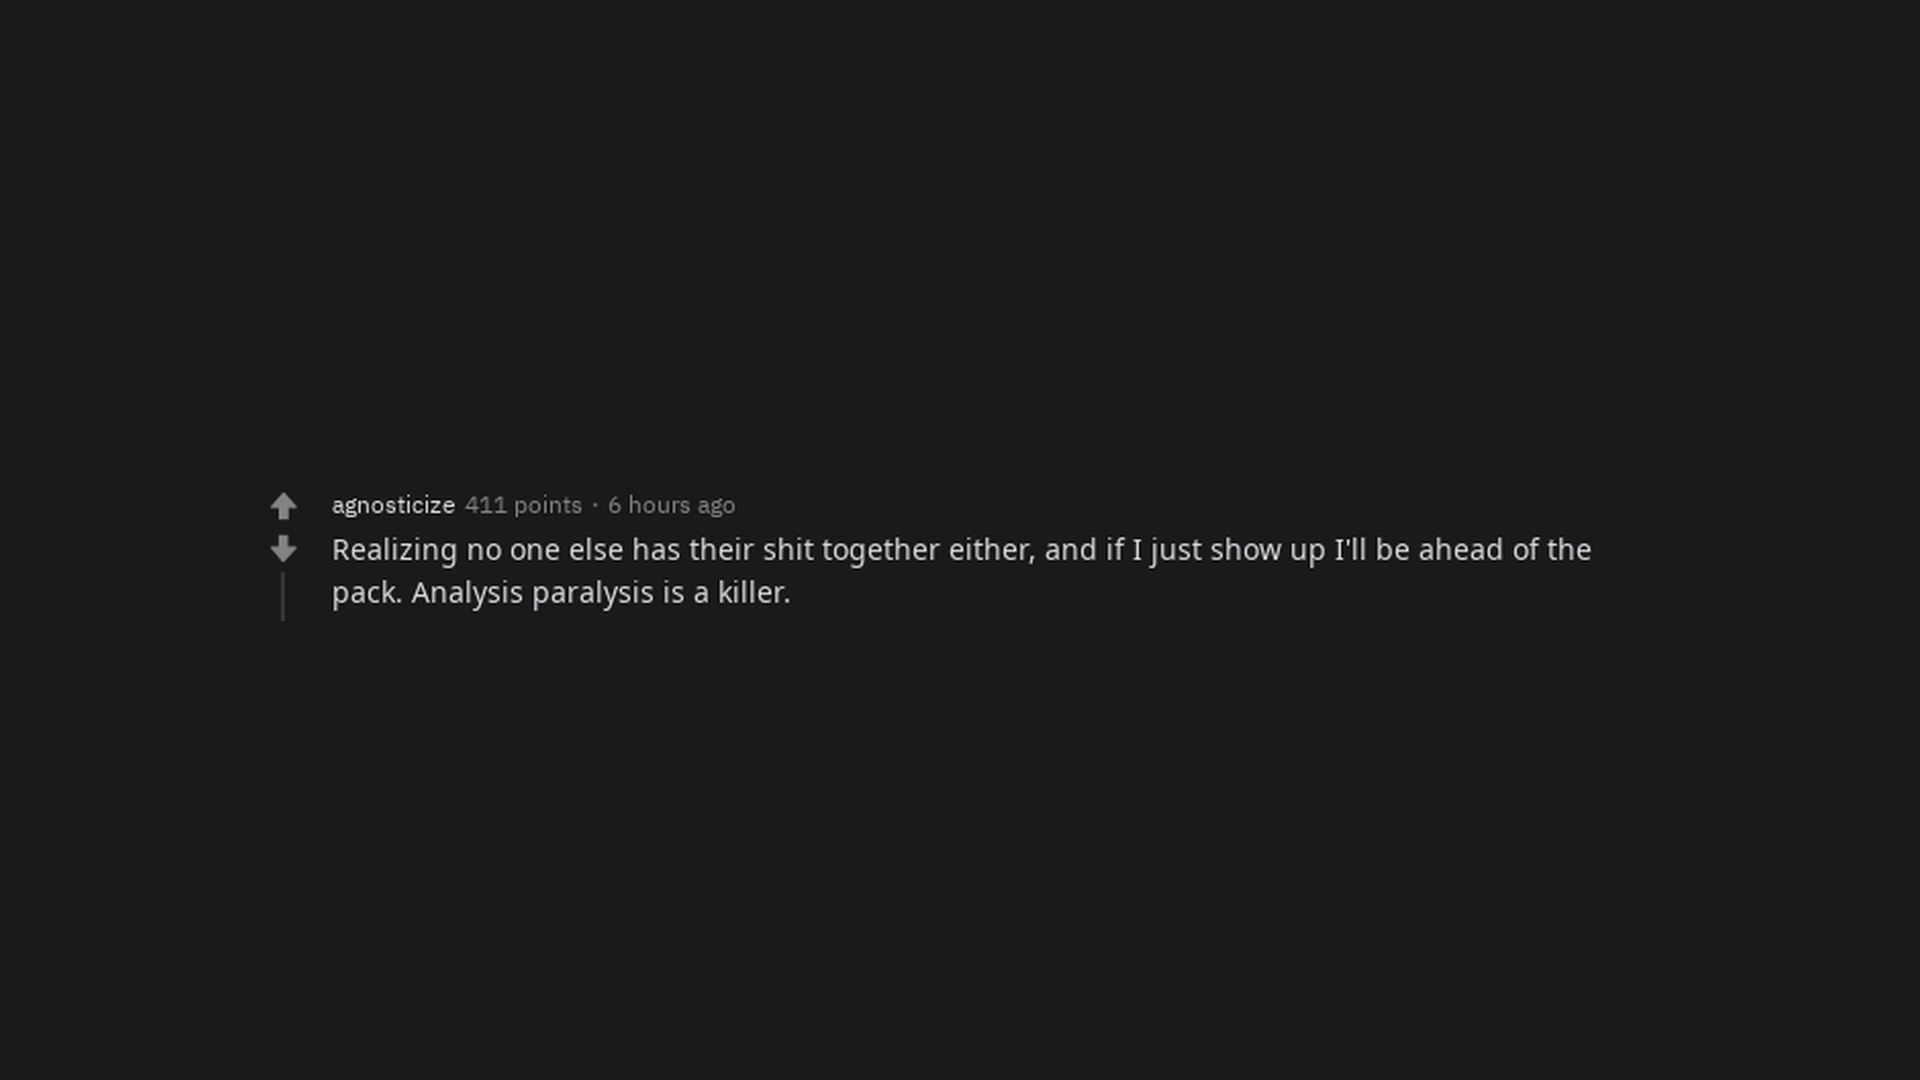 agnosticize 411 points · 6 hours ago
Realizing no one else has their shit together either, and if I just show up I'll be ahead of the
pack. Analysis paralysis is a killer.